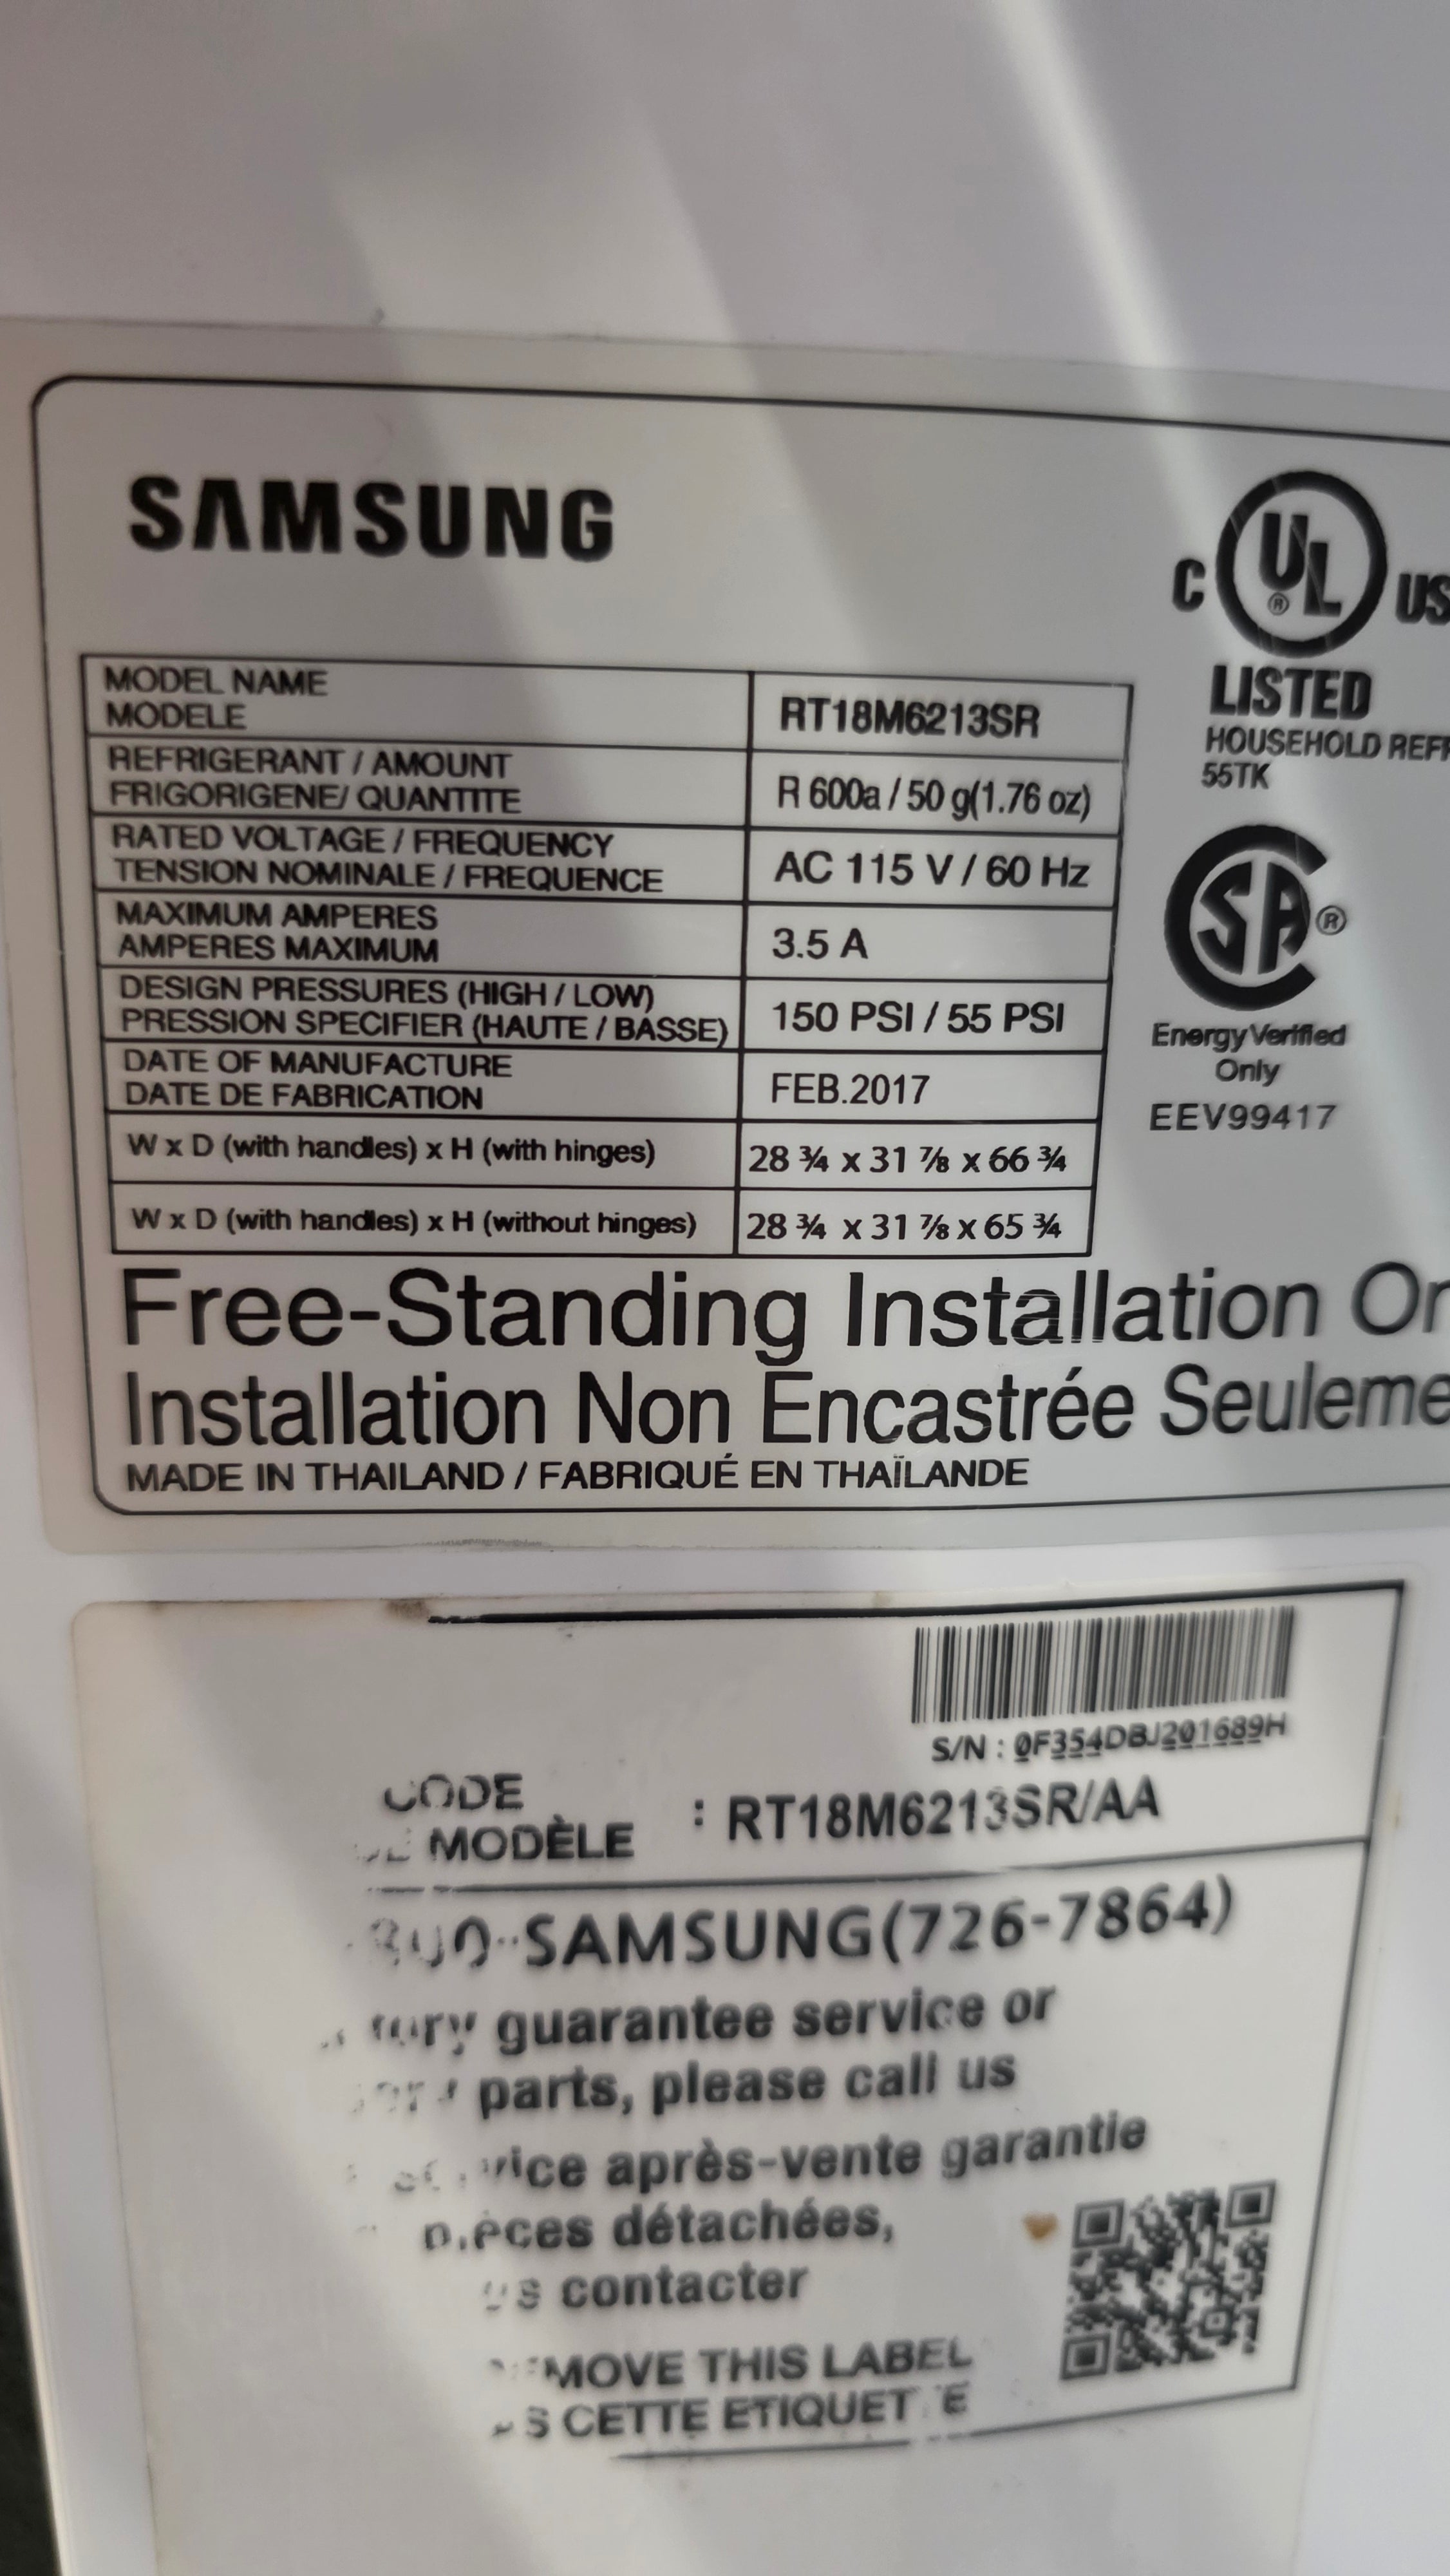 SAMSUNG
C UL® US
LISTED
HOUSEHOLD
55TK
SA®
Energy Verified
Only
EEV99417
MODEL NAME
MODELE
RT18M6213SR
REFRIGERANT / AMOUNT
FRIGORIGENE/ QUANTITE
R 600a / 50 g(1.76 oz)
RATED VOLTAGE / FREQUENCY
TENSION NOMINALE / FREQUENCE
AC 115 V / 60 Hz
MAXIMUM AMPERES
AMPERES MAXIMUM
3.5 A
DESIGN PRESSURES (HIGH / LOW)
PRESSION SPECIFIER (HAUTE / BASSE)
150 PSI / 55 PSI
DATE OF MANUFACTURE
DATE DE FABRICATION
FEB.2017
W x D (with handles) x H (with hinges)
28 ¾ x 31 ⅞ x 66 ¾
W x D (with handles) x H (without hinges)
28 ¾ x 31 ⅞ x 65 ¾
Free-Standing Installation
Installation Non Encastrée
MADE IN THAILAND / FABRIQUÉ EN THAÏLANDE
S/N : 0F354DBJ201689H
CODE
MODÈLE : RT18M6213SR/AA
SAMSUNG(726-7864)
guarantee service or
parts, please call us
après-vente garantie
détachées,
contacter
THIS LABEL
CETTE